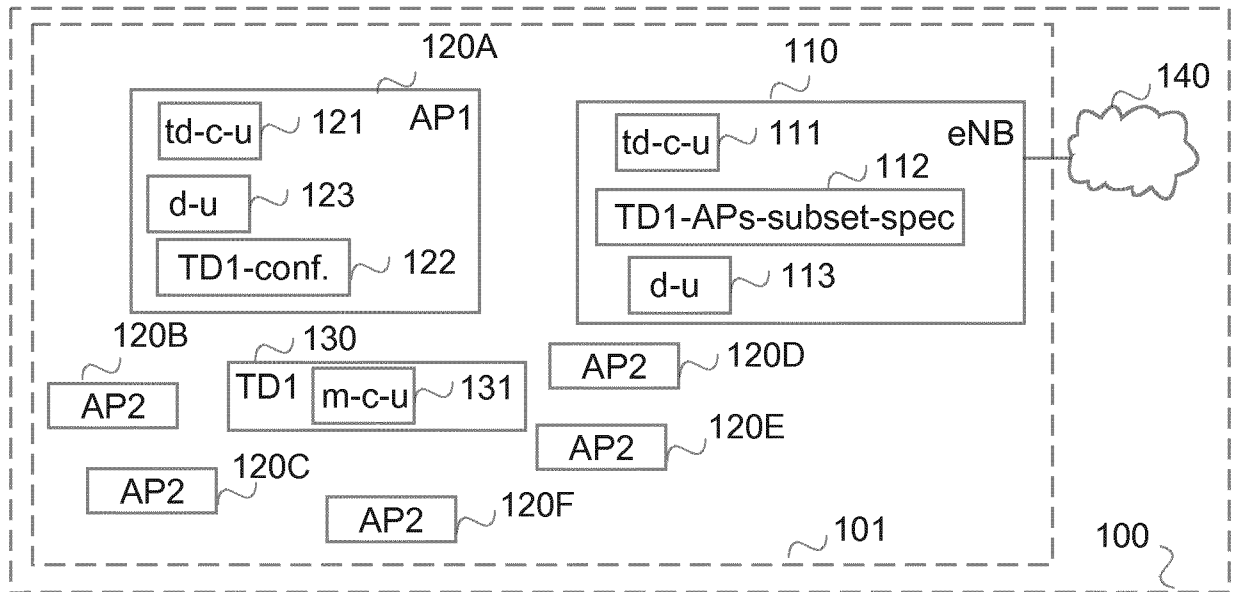 120A
110
140
AP1
td-c-u
121
eNB
td-c-u
111
112
d-u
123
TD1-APs-subset-spec
TD1-conf.
122
d-u
113
120B
130
AP2
120D
AP2
TD1
m-c-u
131
AP2
120E
AP2
120C
AP2
120F
101
100